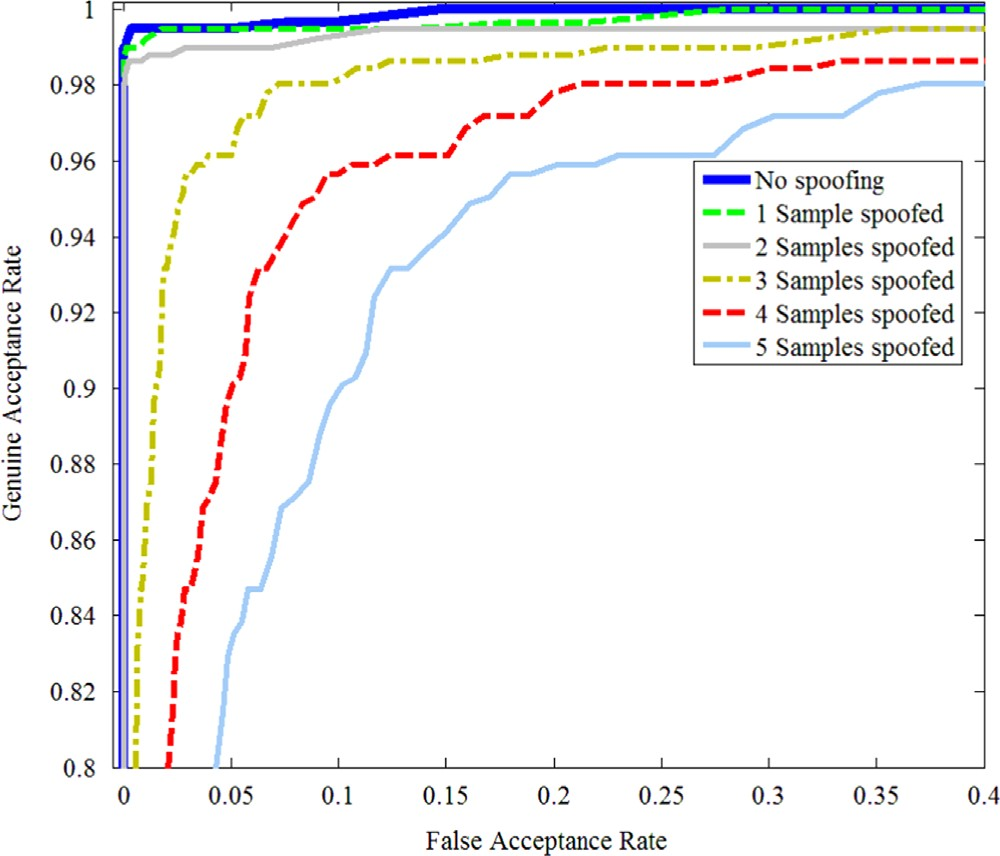 1
0.98
0.96
0.94
0.92
0.9
0.88
0.86
0.84
0.82
0.8
Genuine Acceptance Rate
No spoofing
1 Sample spoofed
2 Samples spoofed
3 Samples spoofed
4 Samples spoofed
5 Samples spoofed
0 0.05 0.1 0.15 0.2 0.25 0.3 0.35 0.4
False Acceptance Rate